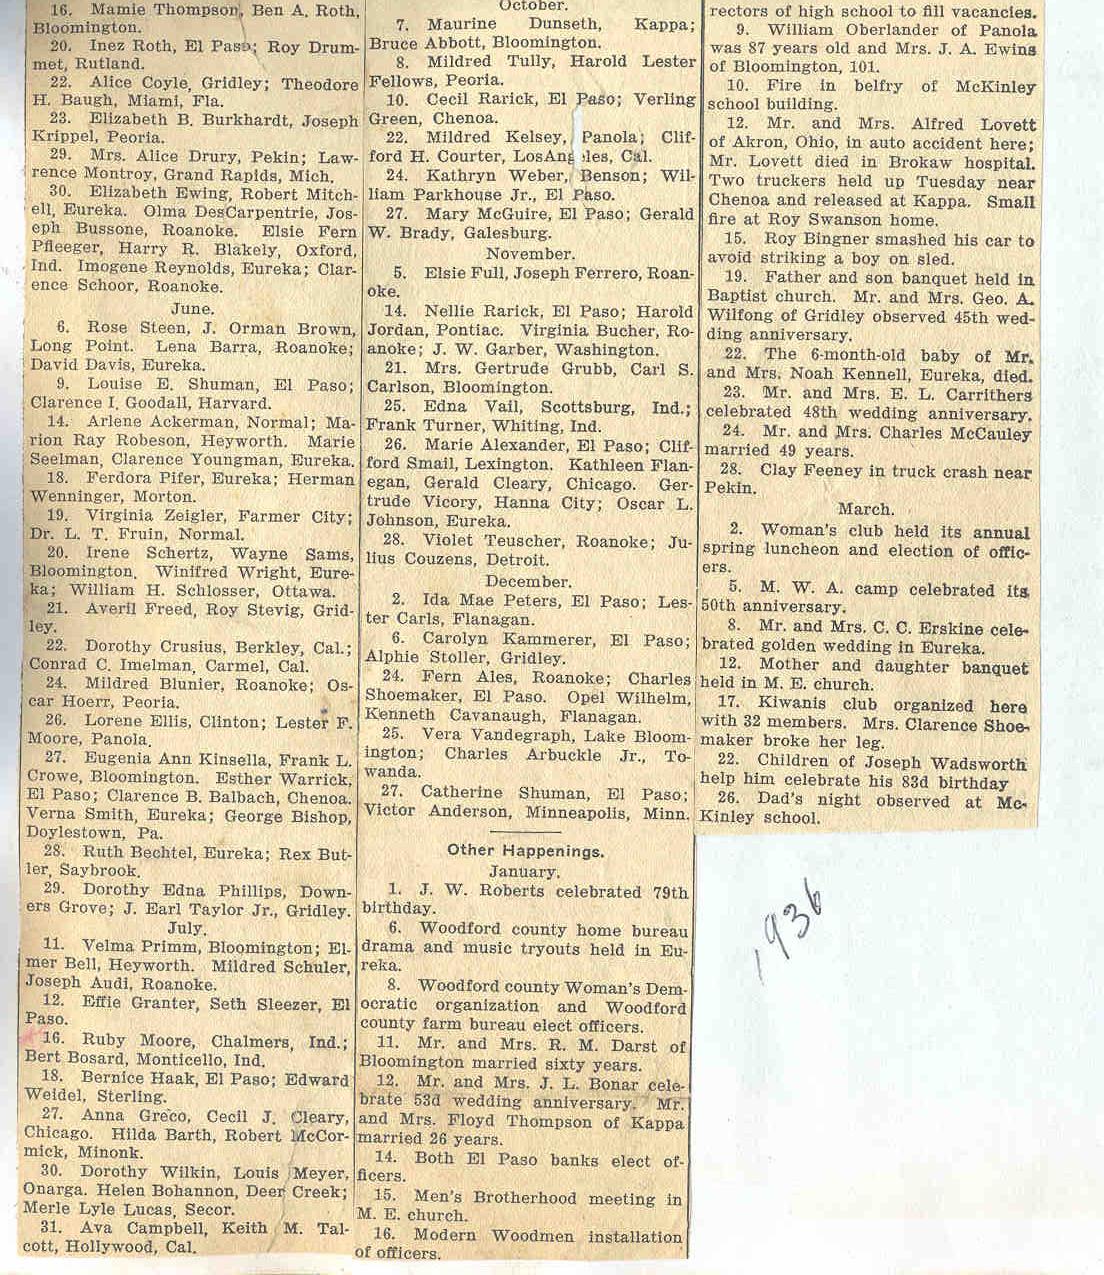 16. Mamie Thompson, Ben A. Roth,
Bloomington.
20. Inez Roth, El Paso; Roy Drum-
met, Rutland.
22. Alice Coyle, Gridley; Theodore
H. Baugh, Miami, Fla.
23. Elizabeth B. Burkhardt, Joseph
Krippel, Peoria.
29. Mrs. Alice Drury, Pekin; Law-
rence Montroy, Grand Rapids, Mich.
30. Elizabeth Ewing, Robert Mitch-
ell, Eureka. Olma DesCarpentrie, Jos-
eph Bussone, Roanoke. Elsie Fern
Pfleeger, Harry R. Blakely, Oxford,
Ind. Imogene Reynolds, Eureka; Clar-
ence Schoor, Roanoke.
June.
6. Rose Steen, J. Orman Brown,
Long Point. Lena Barra, Roanoke;
David Davis, Eureka.
9. Louise E. Shuman, El Paso;
Clarence I. Goodall, Harvard.
14. Arlene Ackerman, Normal; Ma-
rion Ray Robeson, Heyworth. Marie
Seelman, Clarence Youngman, Eureka.
18. Ferdora Pifer, Eureka; Herman
Wenninger, Morton.
19. Virginia Zeigler, Farmer City;
Dr. L. T. Fruin, Normal.
20. Irene Schertz, Wayne Sams,
Bloomington. Winifred Wright, Eure-
ka; William H. Schlosser, Ottawa.
21. Averil Freed, Roy Stevig, Grid-
ley.
22. Dorothy Crusius, Berkley, Cal.;
Conrad C. Imelman, Carmel, Cal.
24. Mildred Blunier, Roanoke; Os-
car Hoerr, Peoria.
26. Lorene Ellis, Clinton; Lester F.
Moore, Panola.
27. Eugenia Ann Kinsella, Frank L.
Crowe, Bloomington. Esther Warrick,
El Paso; Clarence B. Balbach, Chenoa.
Verna Smith, Eureka; George Bishop,
Doylestown, Pa.
28. Ruth Bechtel, Eureka; Rex But-
ler, Saybrook.
29. Dorothy Edna Phillips, Down-
ers Grove; J. Earl Taylor Jr., Gridley.
July.
11. Velma Primm, Bloomington; El-
mer Bell, Heyworth. Mildred Schuler,
Joseph Audi, Roanoke.
12. Effie Granter, Seth Sleezer, El
Paso.
16. Ruby Moore, Chalmers, Ind.;
Bert Bosard, Monticello, Ind.
18. Bernice Haak, El Paso; Edward
Weidel, Sterling.
27. Anna Greco, Cecil J. Cleary,
Chicago. Hilda Barth, Robert McCor-
mick, Minonk.
30. Dorothy Wilkin, Louis Meyer,
Onarga. Helen Bohannon, Deer Creek;
Merle Lyle Lucas, Secor.
31. Ava Campbell, Keith M. Tal-
cott, Hollywood, Cal.
October.
7. Maurine Dunseth, Kappa;
Bruce Abbott, Bloomington.
8. Mildred Tully, Harold Lester
Fellows, Peoria.
10. Cecil Rarick, El Paso; Verling
Green, Chenoa.
22. Mildred Kelsey, Panola; Clif-
ford H. Courter, LosAngeles, Cal.
24. Kathryn Weber, Benson; Wil-
liam Parkhouse Jr., El Paso.
27. Mary McGuire, El Paso; Gerald
W. Brady, Galesburg.
November.
5. Elsie Full, Joseph Ferrero, Roan-
oke.
14. Nellie Rarick, El Paso; Harold
Jordan, Pontiac. Virginia Bucher, Ro-
anoke; J. W. Garber, Washington.
21. Mrs. Gertrude Grubb, Carl S.
Carlson, Bloomington.
25. Edna Vail, Scottsburg, Ind.;
Frank Turner, Whiting, Ind.
26. Marie Alexander, El Paso; Clif-
ford Smail, Lexington. Kathleen Flan-
egan, Gerald Cleary, Chicago. Ger-
trude Vicory, Hanna City; Oscar L.
Johnson, Eureka.
28. Violet Teuscher, Roanoke; Ju-
lius Couzens, Detroit.
December.
2. Ida Mae Peters, El Paso; Les-
ter Carls, Flanagan.
6. Carolyn Kammerer, El Paso;
Alphie Stoller, Gridley.
24. Fern Ales, Roanoke; Charles
Shoemaker, El Paso. Opel Wilhelm,
Kenneth Cavanaugh, Flanagan.
25. Vera Vandegraph, Lake Bloom-
ington; Charles Arbuckle Jr., To-
wanda.
27. Catherine Shuman, El Paso;
Victor Anderson, Minneapolis, Minn.
Other Happenings.
January.
1. J. W. Roberts celebrated 79th
birthday.
6. Woodford county home bureau
drama and music tryouts held in Eu-
reka.
8. Woodford county Woman's Dem-
ocratic organization and Woodford
county farm bureau elect officers.
11. Mr. and Mrs. R. M. Darst of
Bloomington married sixty years.
12. Mr. and Mrs. J. L. Bonar cele-
brate 53d wedding anniversary. Mr.
and Mrs. Floyd Thompson of Kappa
married 26 years.
14. Both El Paso banks elect of-
ficers.
15. Men's Brotherhood meeting in
M. E. church.
16. Modern Woodmen installation
of officers.
rectors of high school to fill vacancies.
9. William Oberlander of Panola
was 87 years old and Mrs. J. A. Ewins
of Bloomington, 101.
10. Fire in belfry of McKinley
school building.
12. Mr. and Mrs. Alfred Lovett
of Akron, Ohio, in auto accident here;
Mr. Lovett died in Brokaw hospital.
Two truckers held up Tuesday near
Chenoa and released at Kappa. Small
fire at Roy Swanson home.
15. Roy Bingner smashed his car to
avoid striking a boy on sled.
19. Father and son banquet held in
Baptist church. Mr. and Mrs. Geo. A.
Wilfong of Gridley observed 45th wed-
ding anniversary.
22. The 6-month-old baby of Mr.
and Mrs. Noah Kennell, Eureka, died.
23. Mr. and Mrs. E. L. Carrithers
celebrated 48th wedding anniversary.
24. Mr. and Mrs. Charles McCauley
married 49 years.
28. Clay Feeney in truck crash near
Pekin.
March.
2. Woman's club held its annual
spring luncheon and election of offic-
ers.
5. M. W. A. camp celebrated its
50th anniversary.
8. Mr. and Mrs. C. C. Erskine cele-
brated golden wedding in Eureka.
12. Mother and daughter banquet
held in M. E. church.
17. Kiwanis club organized here
with 32 members. Mrs. Clarence Shoe-
maker broke her leg.
22. Children of Joseph Wadsworth
help him celebrate his 83d birthday
26. Dad's night observed at Mc-
Kinley school.
1936